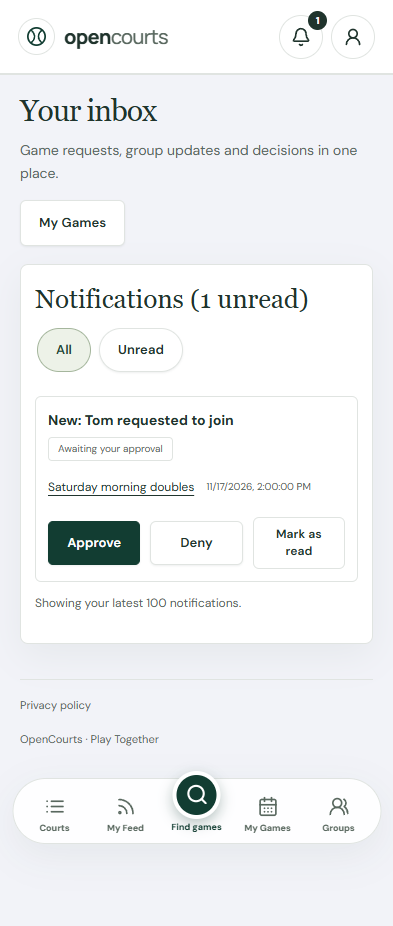 opencourts
1
Your inbox
Game requests, group updates and decisions in one
place.
My Games
Notifications (1 unread)
All
Unread
New: Tom requested to join
Awaiting your approval
Saturday morning doubles 11/17/2026, 2:00:00 PM
Approve
Deny
Mark as
read
Showing your latest 100 notifications.
Privacy policy
OpenCourts · Play Together
Courts
My Feed
Find games
My Games
Groups